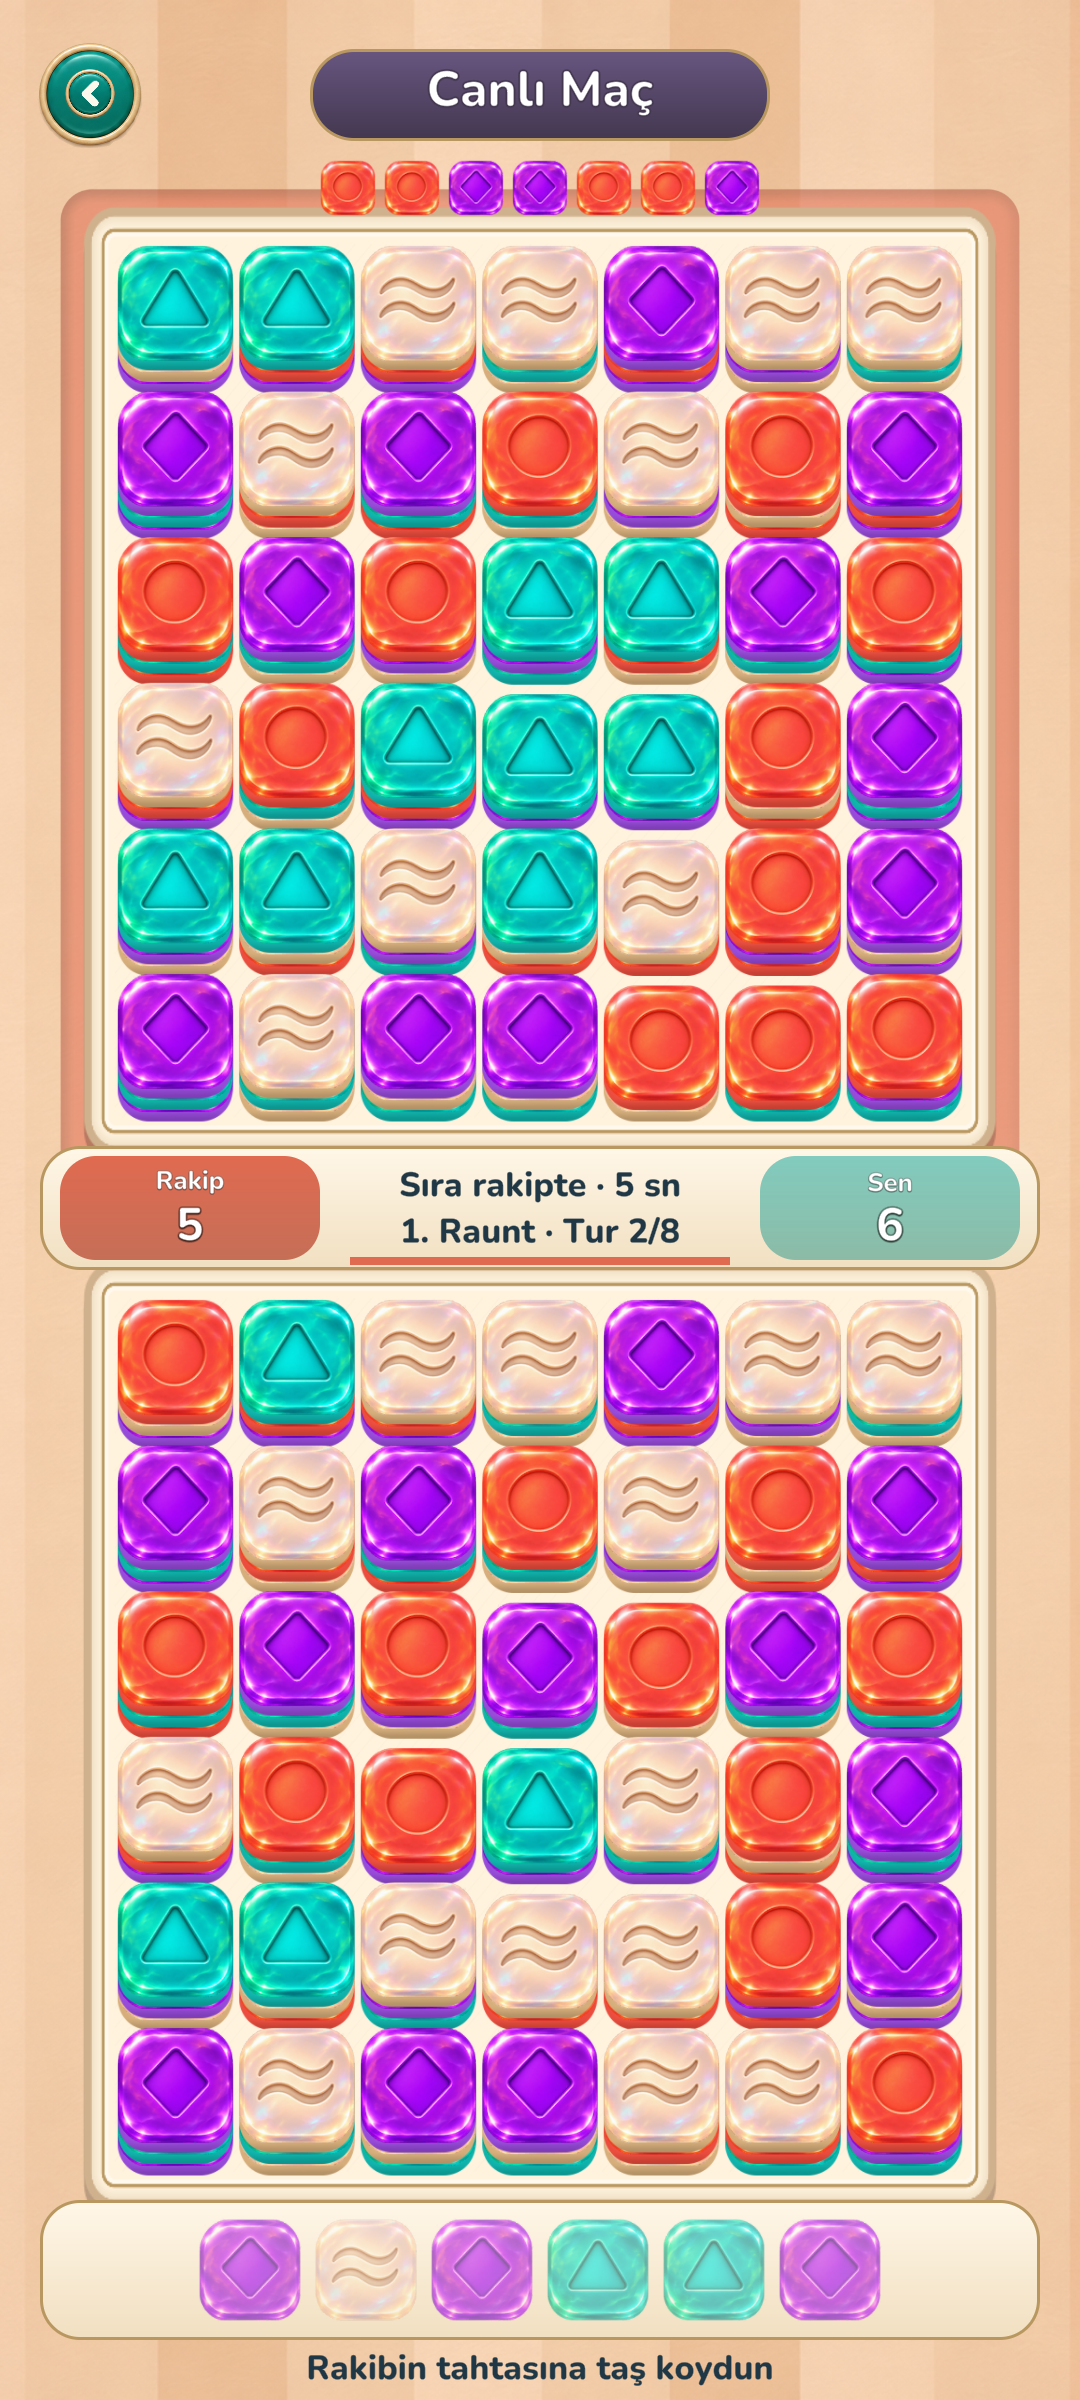 Canlı Maç
Rakip
5
Sıra rakipte · 5 sn
1. Raunt · Tur 2/8
Sen
6
Rakibin tahtasına taş koydun